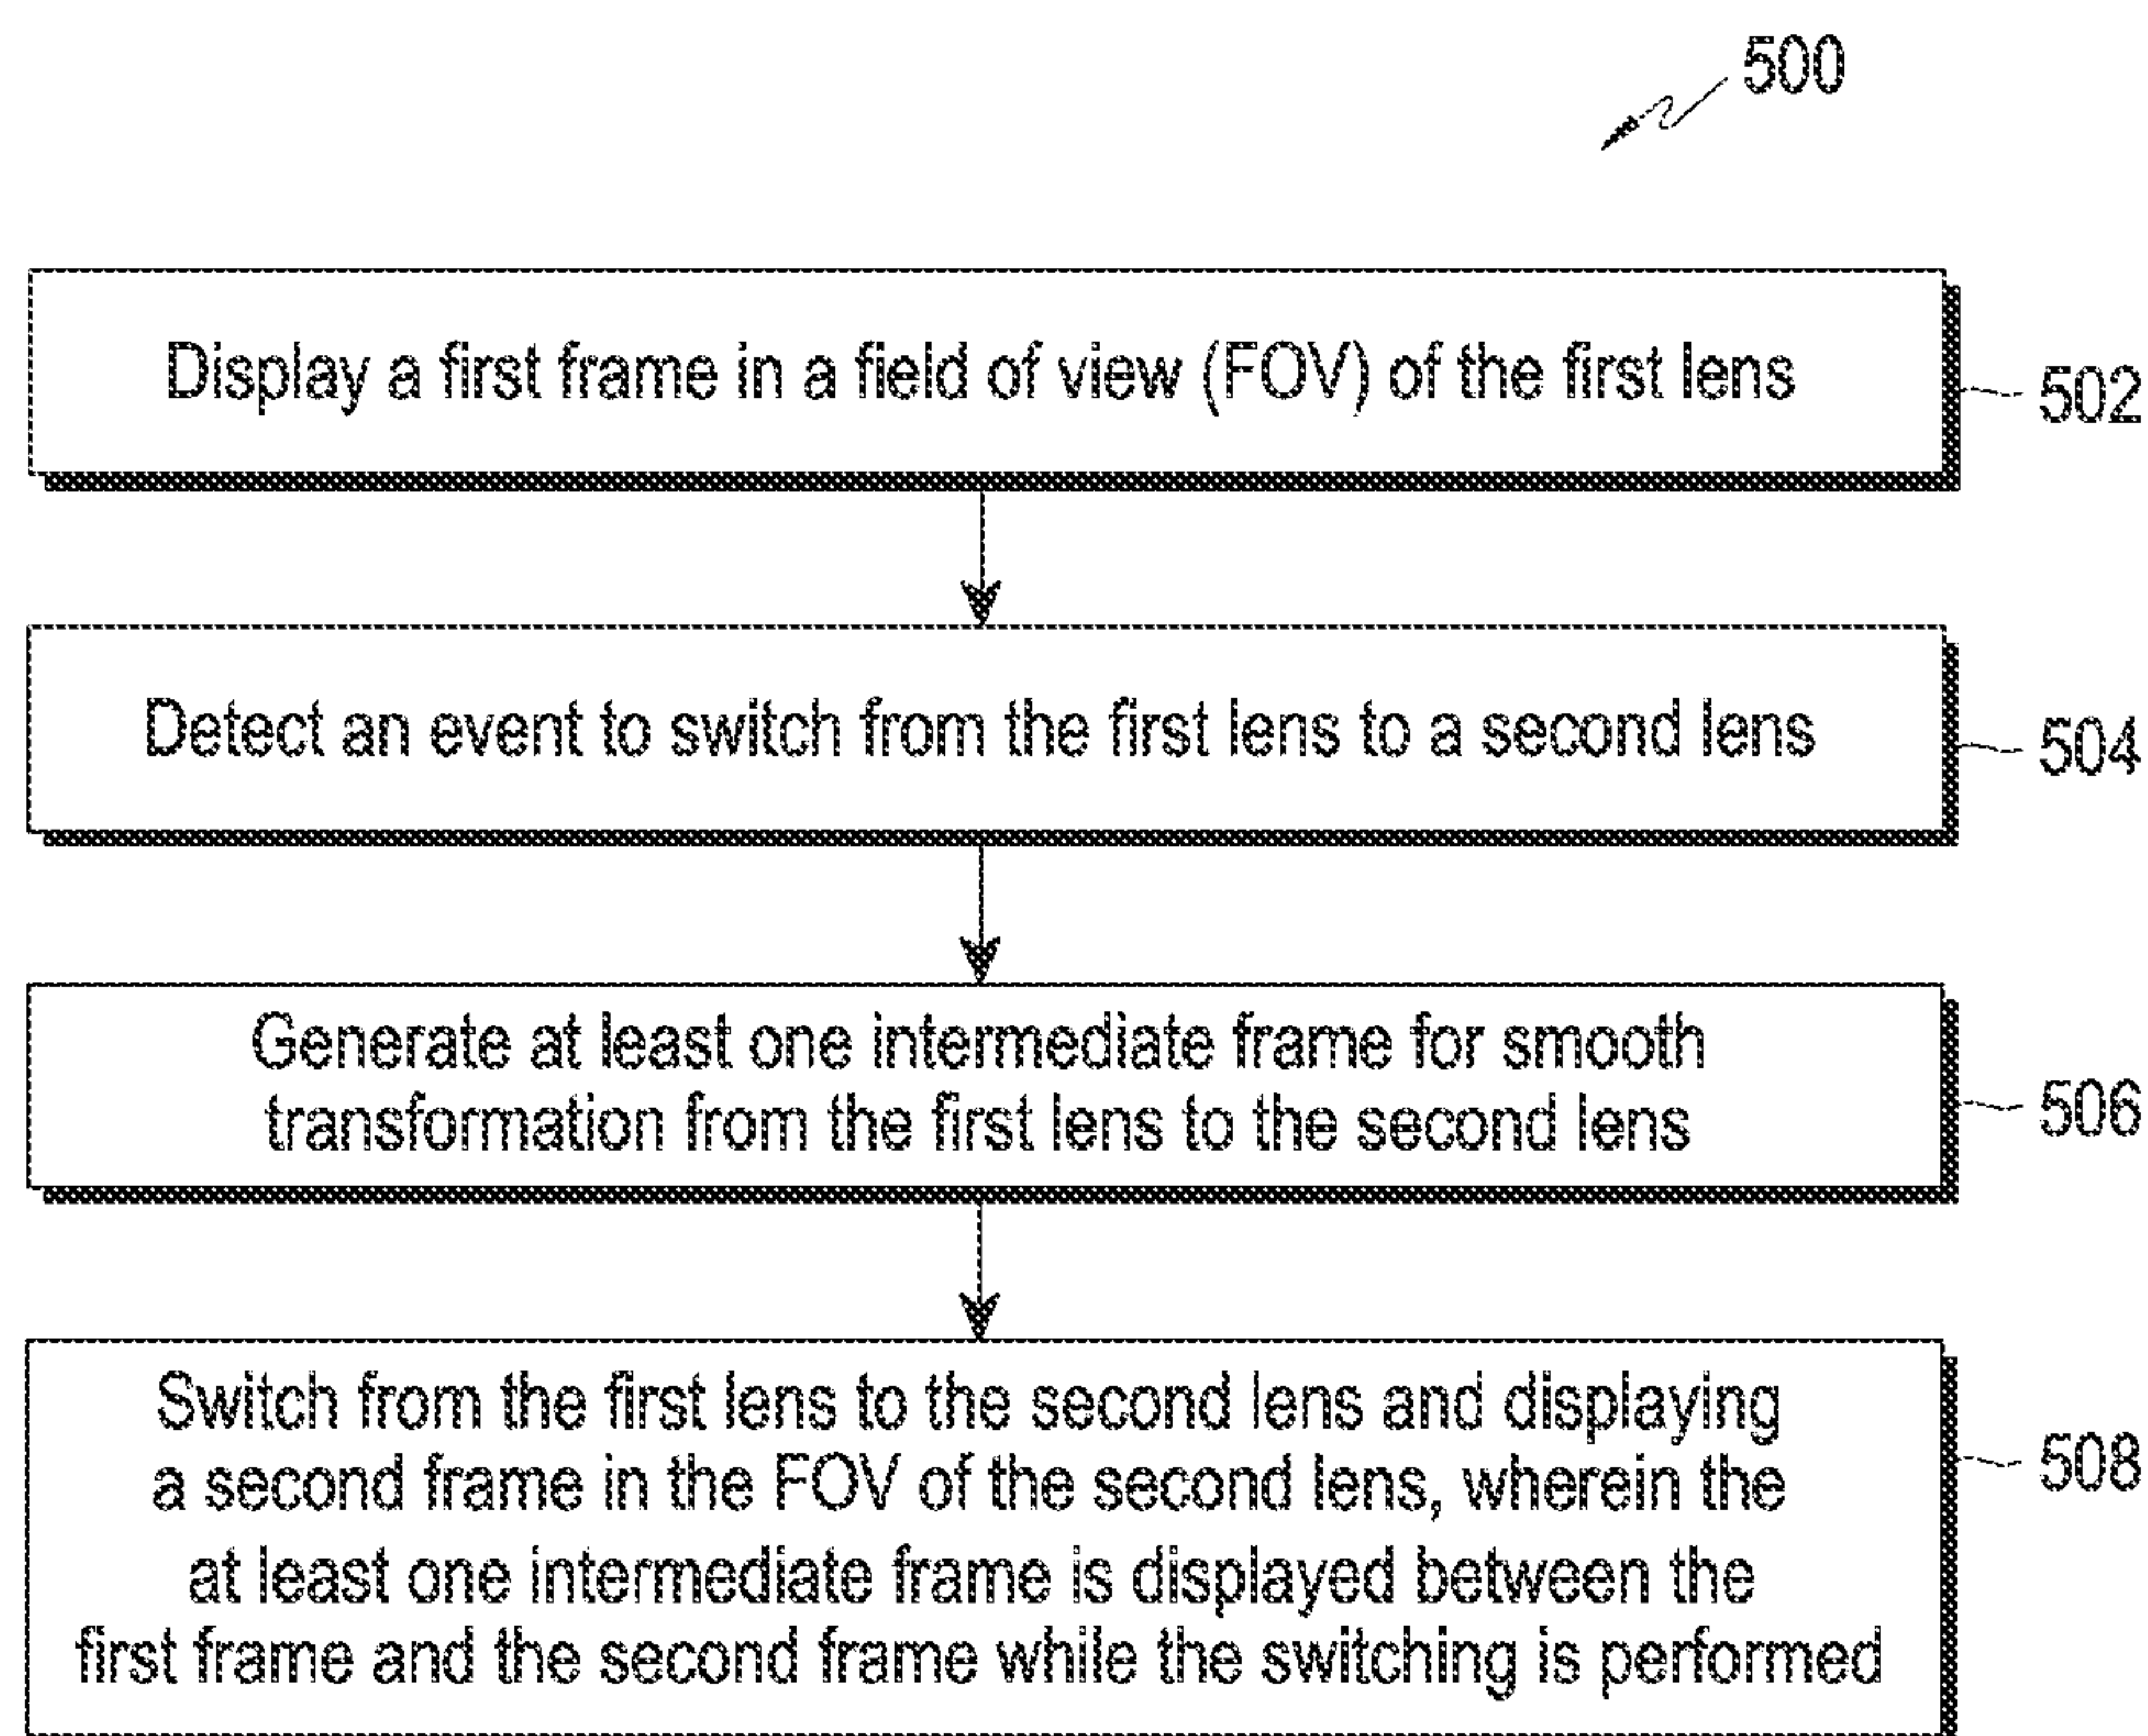 500
Display a first frame in a field of view (FOV) of the first lens
502
Detect an event to switch from the first lens to a second lens
504
Generate at least one intermediate frame for smooth
transformation from the first lens to the second lens
506
Switch from the first lens to the second lens and displaying
a second frame in the FOV of the second lens, wherein the
at least one intermediate frame is displayed between the
first frame and the second frame while the switching is performed
508